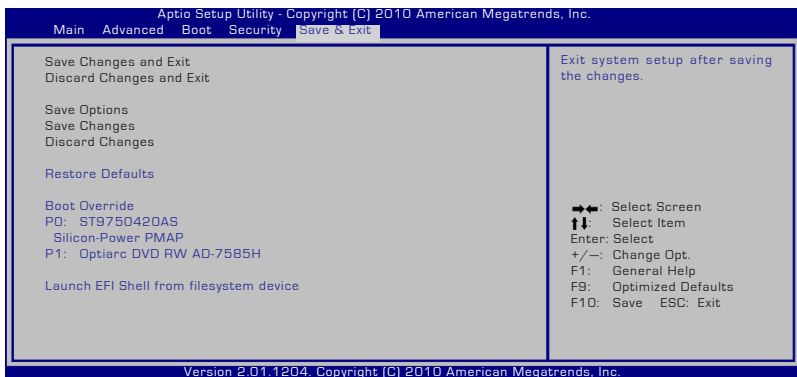 Aptio Setup Utility - Copyright (C) 2010 American Megatrends, Inc.
Main Advanced Boot Security Save & Exit
Save Changes and Exit
Discard Changes and Exit
Save Options
Save Changes
Discard Changes
Restore Defaults
Boot Override
P0: ST9750420AS
Silicon-Power PMAP
P1: Optiarc DVD RW AD-7585H
Launch EFI Shell from filesystem device
Exit system setup after saving
the changes.
→←: Select Screen
↑↓: Select Item
Enter: Select
+/—: Change Opt.
F1: General Help
F9: Optimized Defaults
F10: Save ESC: Exit
Version 2.01.1204. Copyright (C) 2010 American Megatrends, Inc.